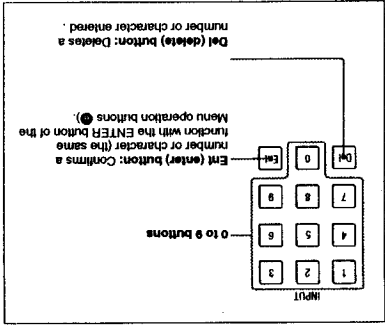 INPUT
1 2 3
4 5 6
7 8 9
Del 0 Ent
0 to 9 buttons
Ent (enter) button: Confirms a
number or character (the same
function with the ENTER button of the
Menu operation buttons).
Del (delete) button: Deletes a
number or character entered .